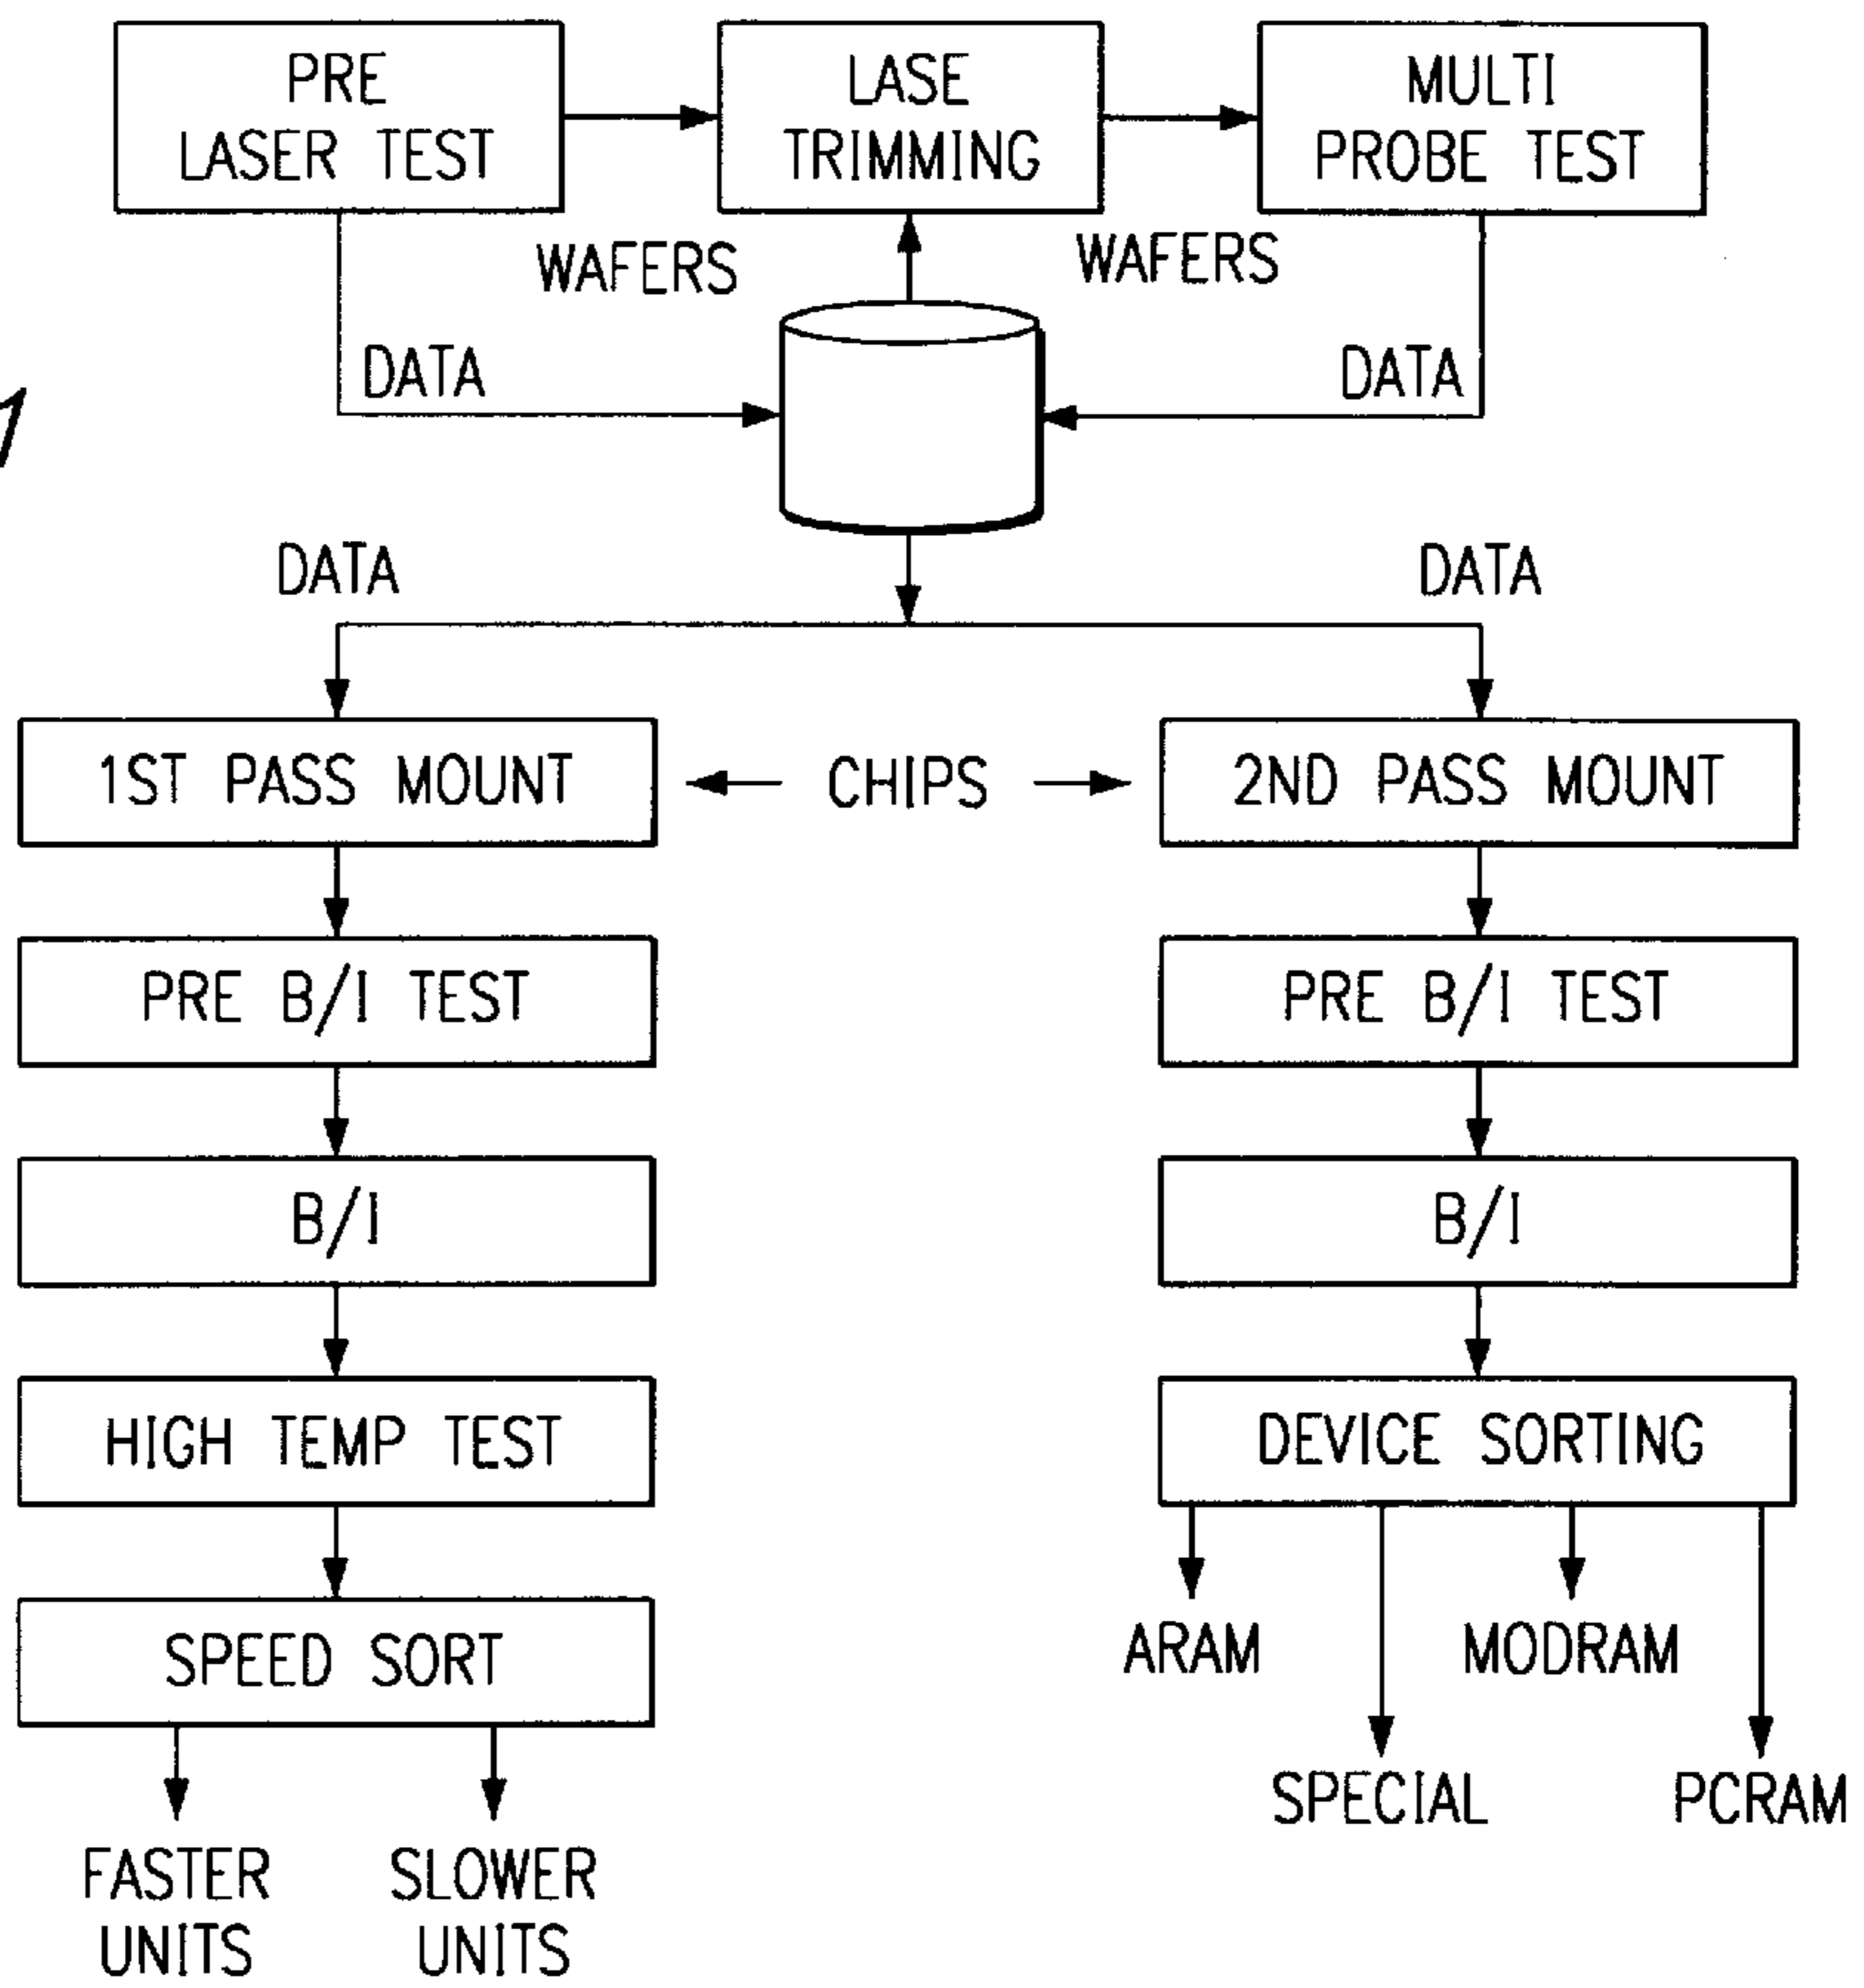 PRE
LASER TEST
LASE
TRIMMING
MULTI
PROBE TEST
WAFERS
WAFERS
DATA
DATA
DATA
DATA
1ST PASS MOUNT
CHIPS
2ND PASS MOUNT
PRE B/I TEST
PRE B/I TEST
B/I
B/I
HIGH TEMP TEST
DEVICE SORTING
SPEED SORT
ARAM
MODRAM
SPECIAL
PCRAM
FASTER
UNITS
SLOWER
UNITS